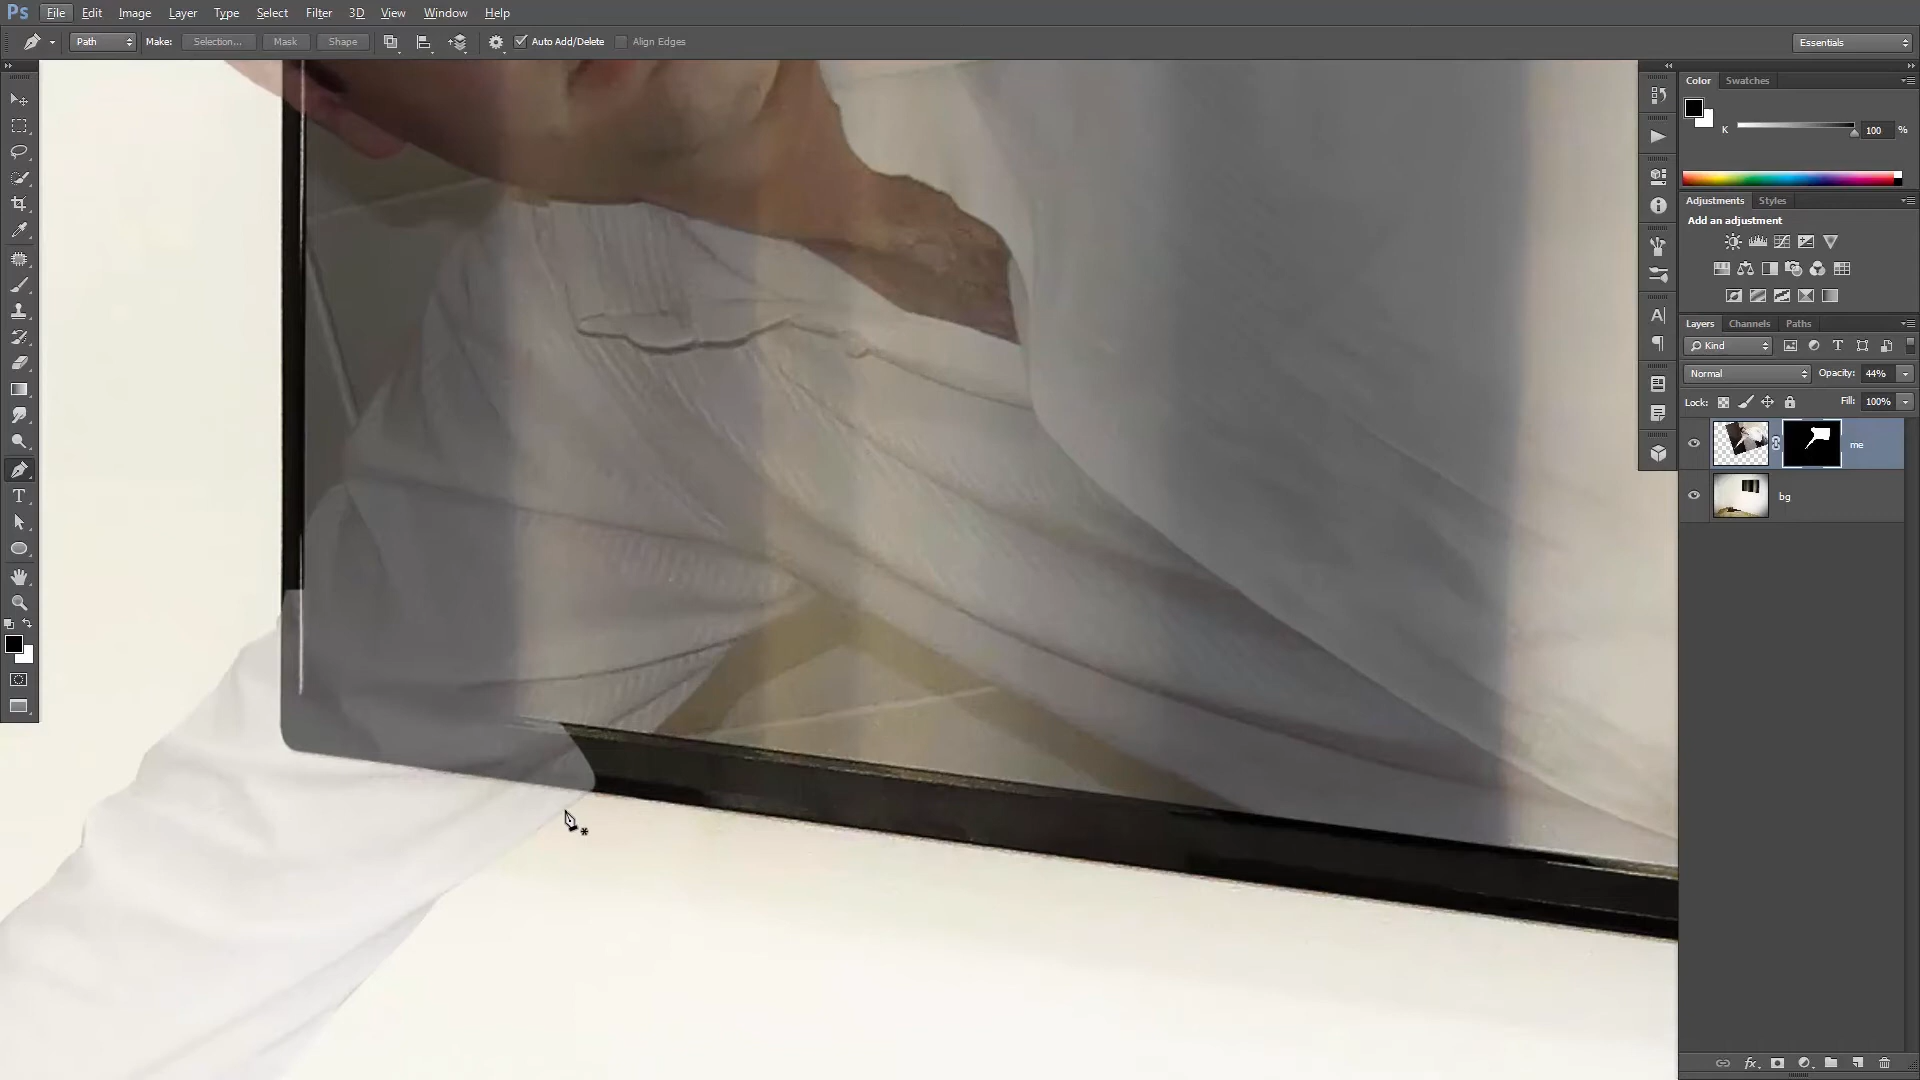 Ps File Edit Image Layer Type Select Filter 3D View Window Help
Path Make: Selection... Mask Shape Auto Add/Delete Align Edges Essentials
Color Swatches
K 100 %
Adjustments Styles
Add an adjustment
Layers Channels Paths
Kind T
Normal Opacity: 44%
Lock: Fill: 100%
me
bg
T
A
fx